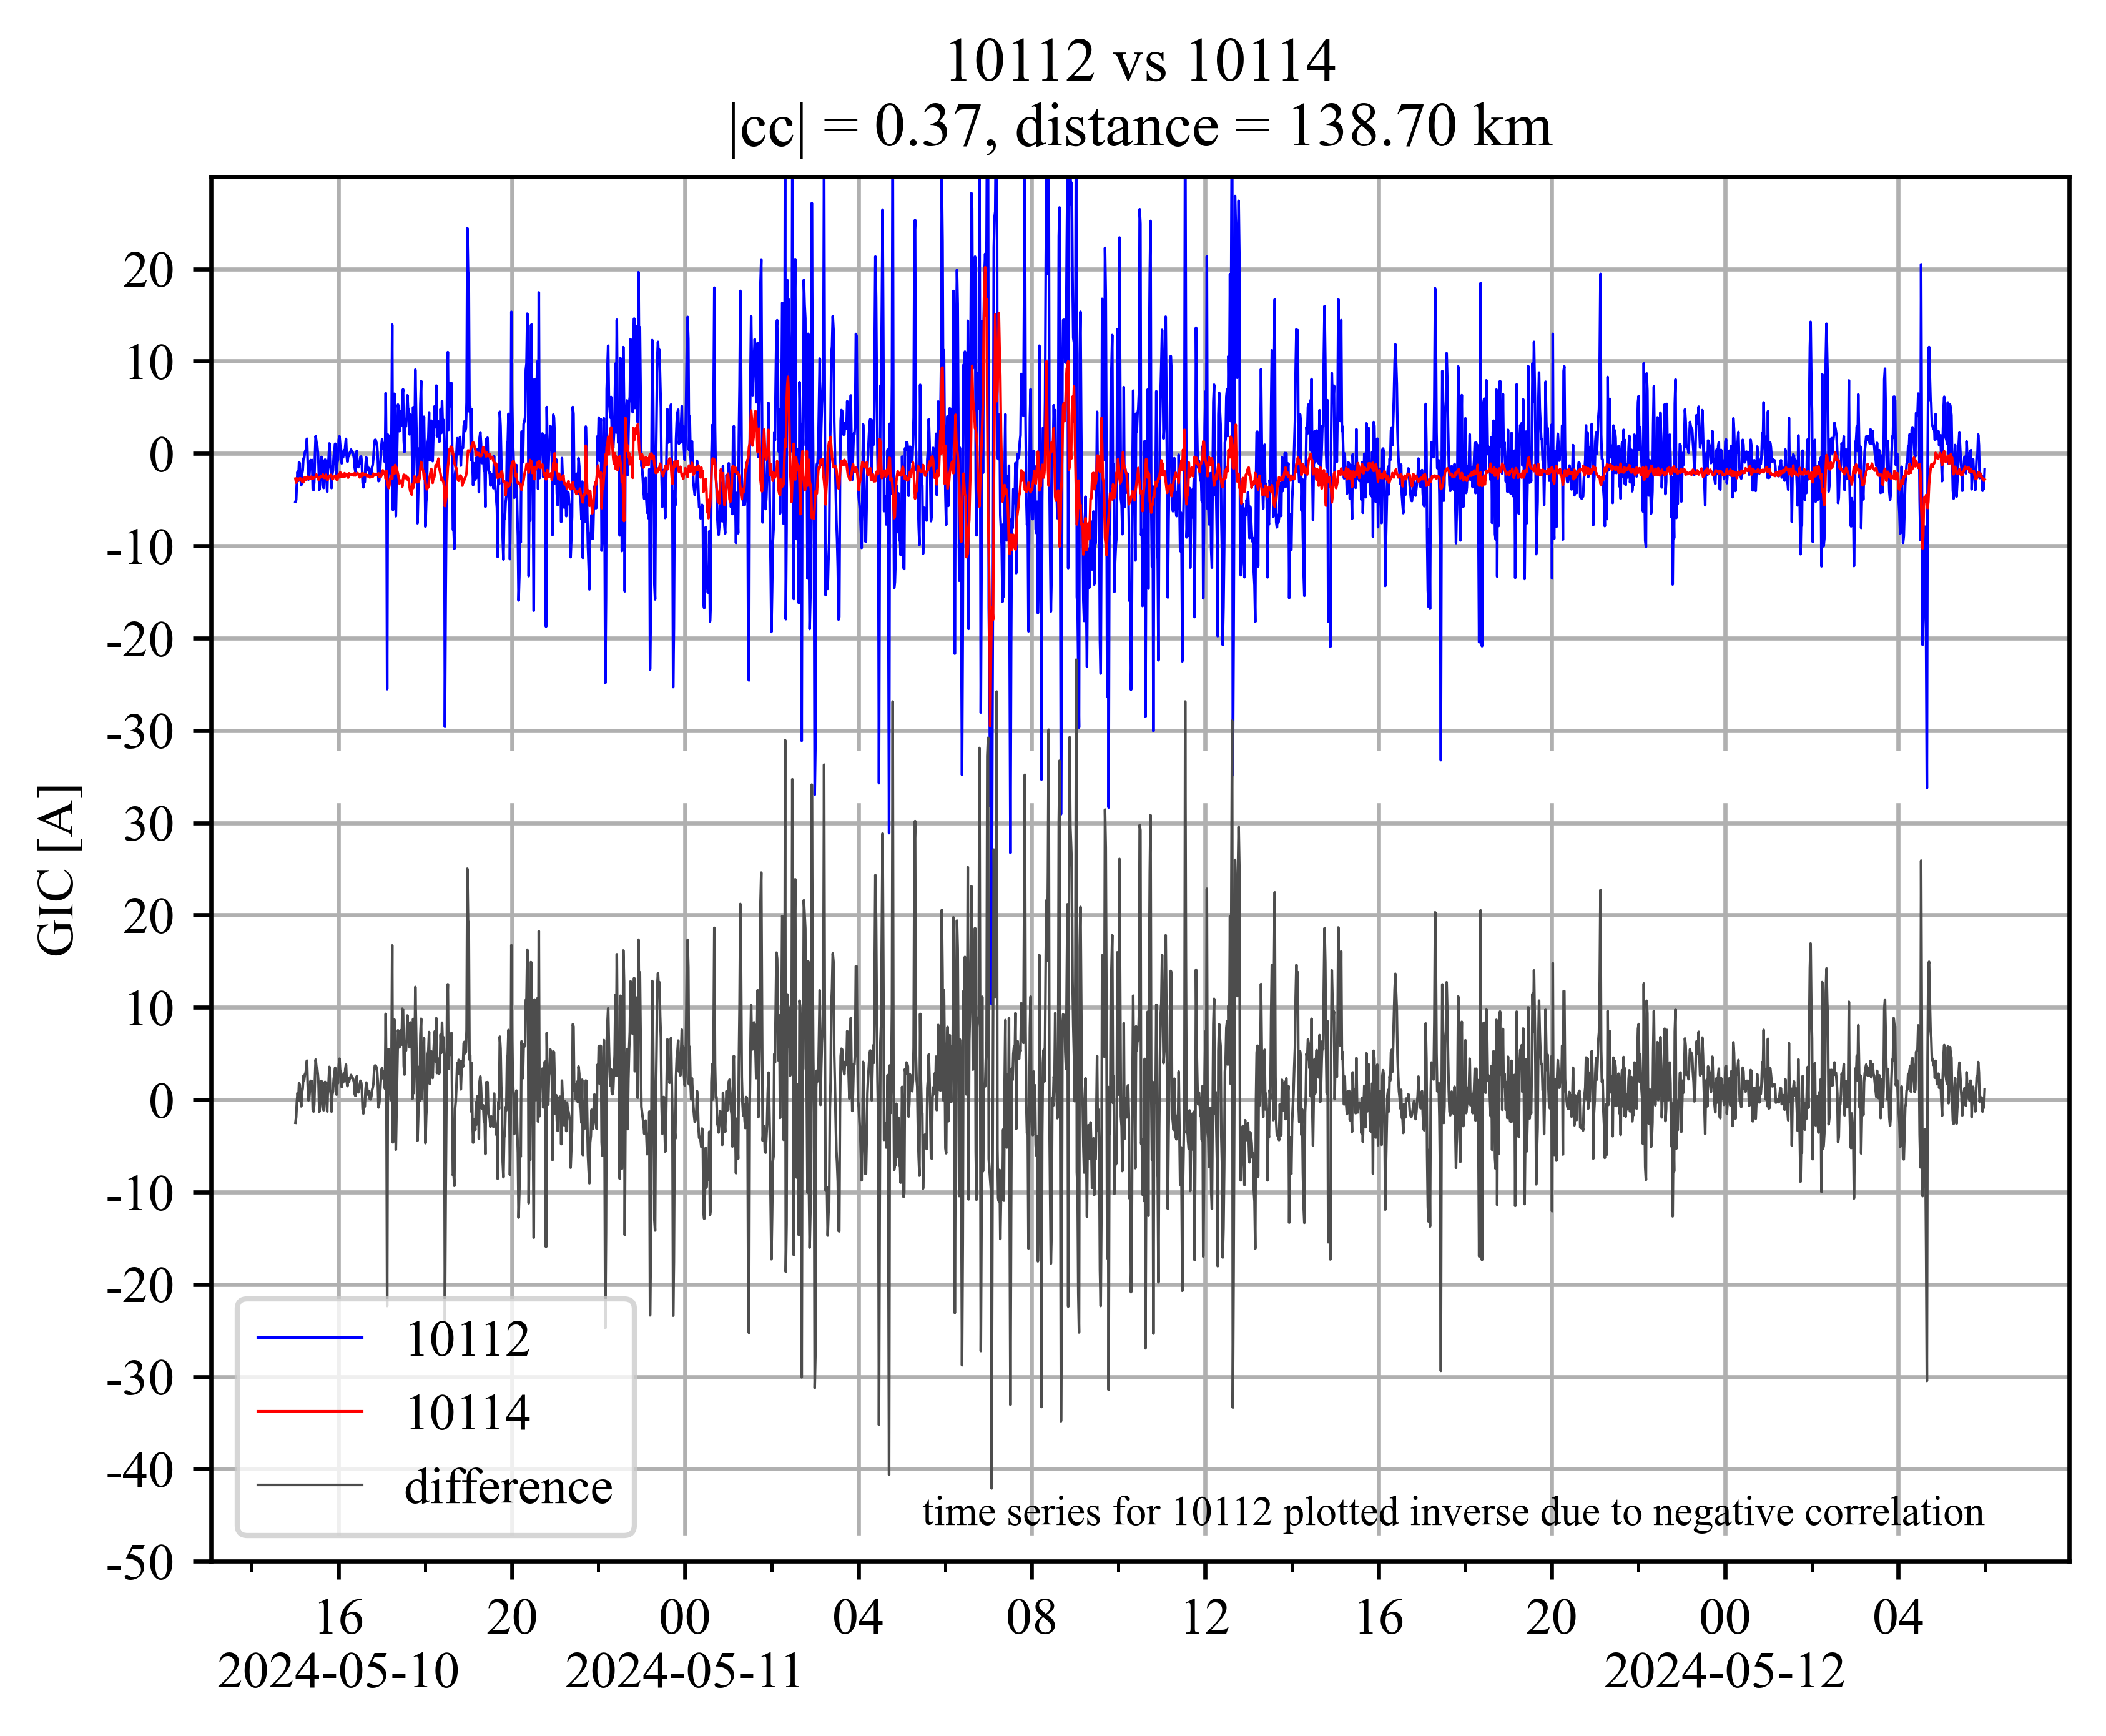 10112 vs 10114
|cc| = 0.37, distance = 138.70 km
GIC [A]
20
10
0
-10
-20
-30
30
20
10
0
-10
-20
-30
-40
-50
10112
10114
difference
time series for 10112 plotted inverse due to negative correlation
16 20 00 04 08 12 16 20 00 04
2024-05-10 2024-05-11 2024-05-12